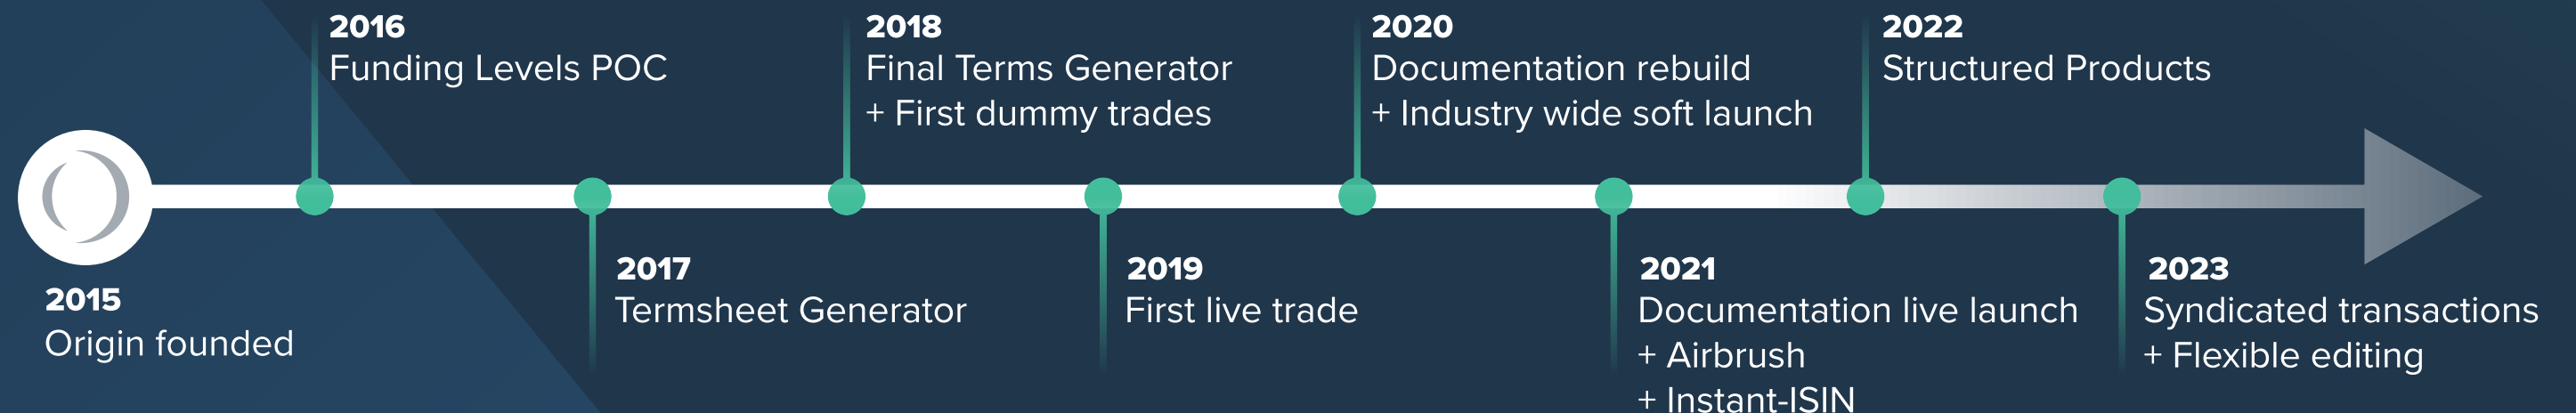 2015
Origin founded
2016
Funding Levels POC
2017
Termsheet Generator
2018
Final Terms Generator
+ First dummy trades
2019
First live trade
2020
Documentation rebuild
+ Industry wide soft launch
2021
Documentation live launch
+ Airbrush
+ Instant-ISIN
2022
Structured Products
2023
Syndicated transactions
+ Flexible editing